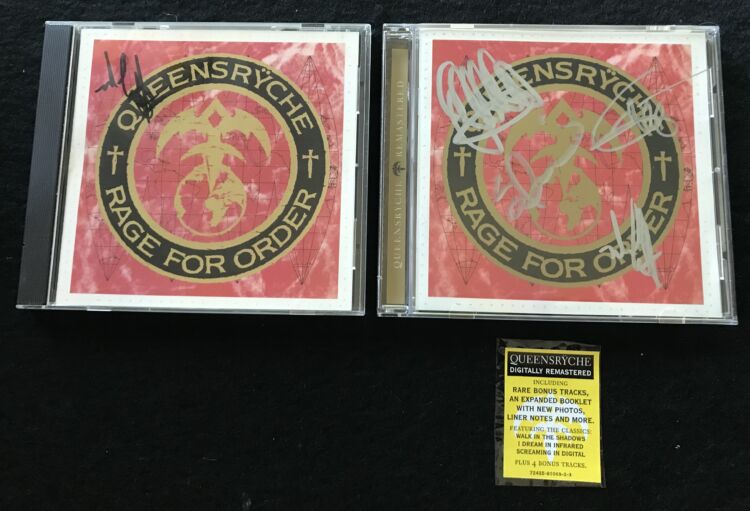 QUEENSRŸCHE
RAGE FOR ORDER
QUEENSRŸCHE REMASTERED
QUEENSRŸCHE
RAGE FOR ORDER
QUEENSRŸCHE
DIGITALLY REMASTERED
INCLUDING
RARE BONUS TRACKS,
AN EXPANDED BOOKLET
WITH NEW PHOTOS,
LINER NOTES AND MORE.
FEATURING THE CLASSICS:
WALK IN THE SHADOWS
I DREAM IN INFRARED
SCREAMING IN DIGITAL
PLUS 4 BONUS TRACKS.